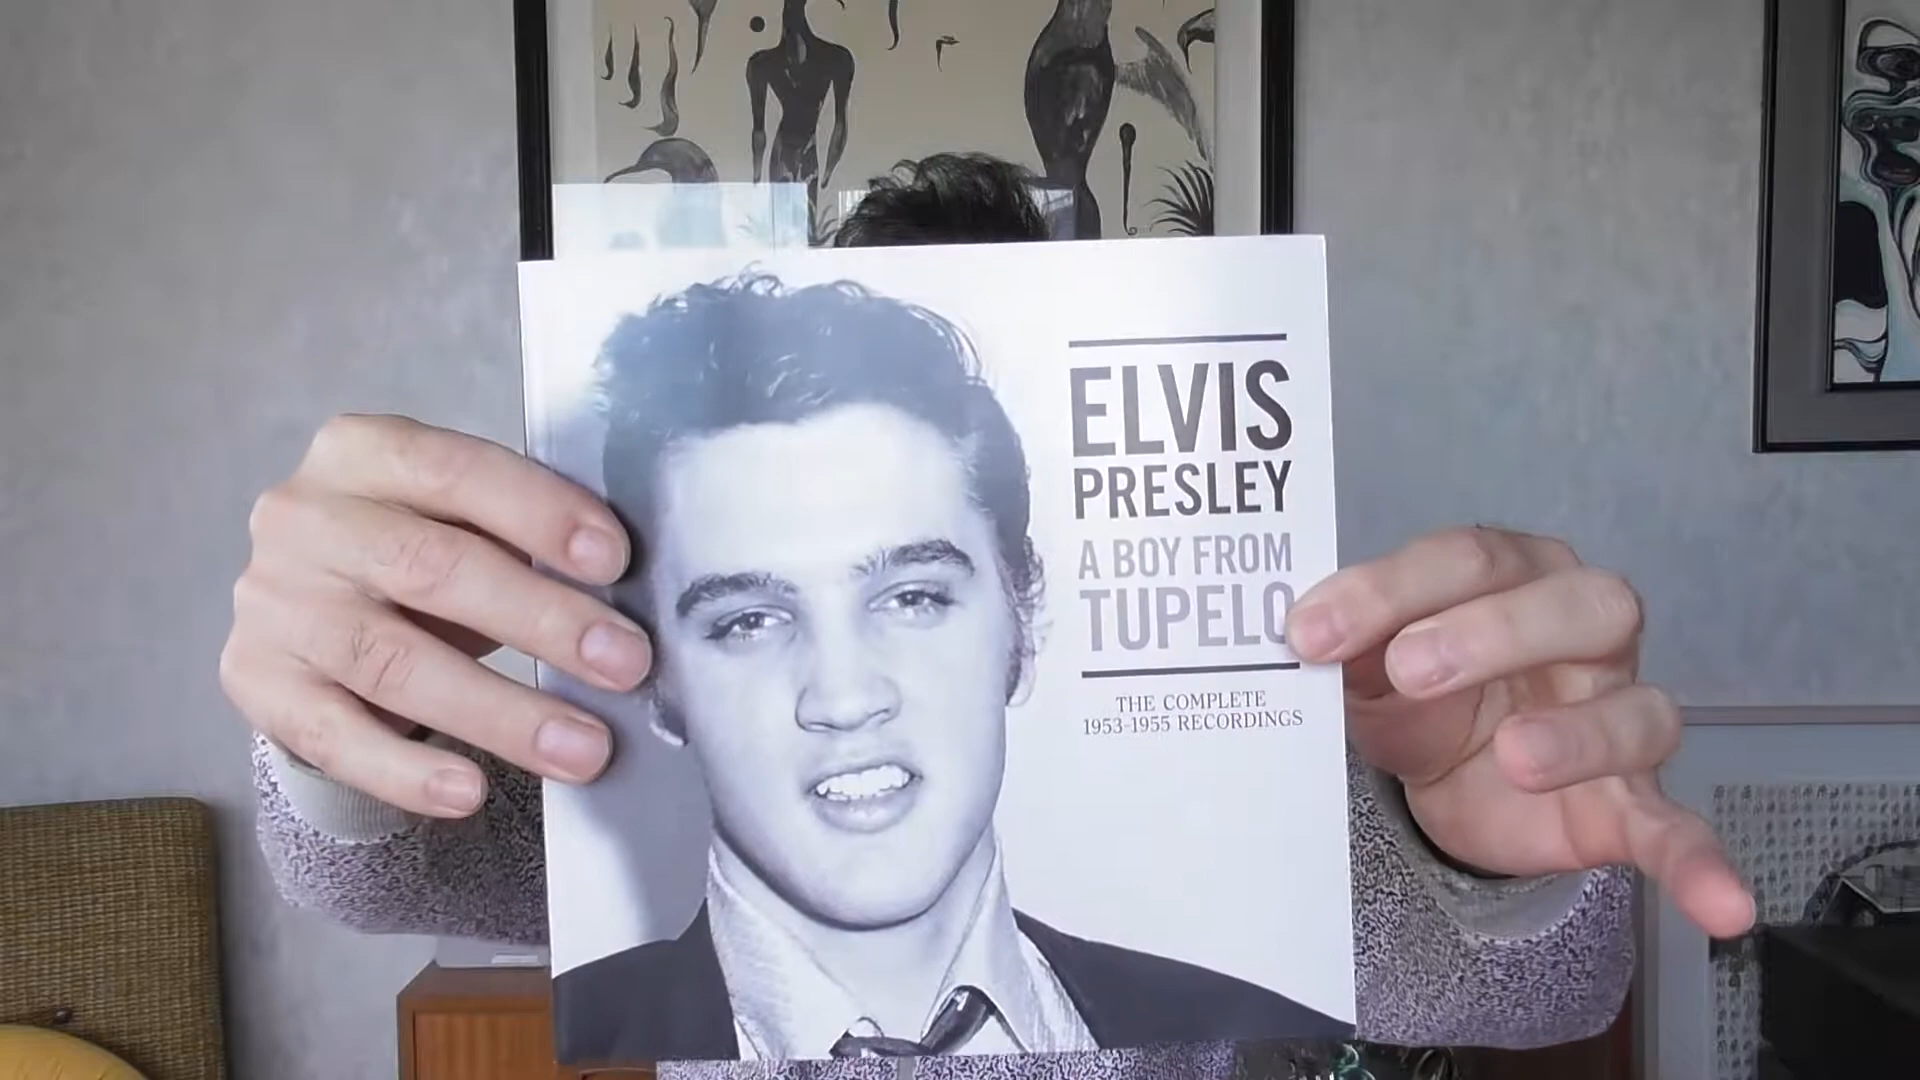 ELVIS
PRESLEY
A BOY FROM
TUPELO
THE COMPLETE
1953-1955 RECORDINGS